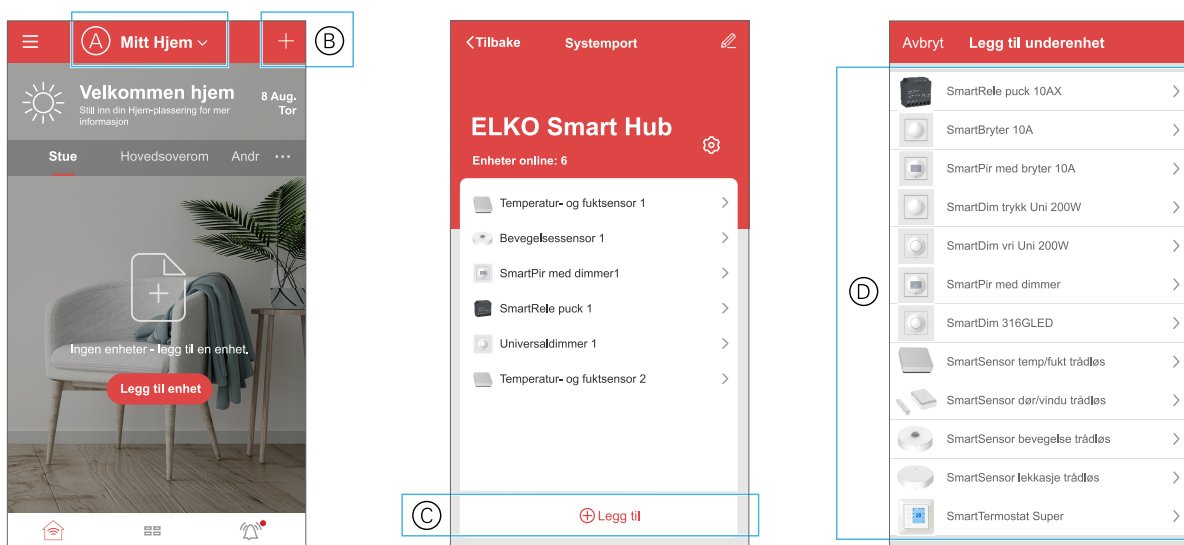 A Mitt Hjem
B
Velkommen hjem
Still inn din Hjem-plassering for mer
informasjon
8 Aug.
Tor
Stue Hovedsoverom Andr ...
Ingen enheter - legg til en enhet.
Legg til enhet
Tilbake Systemport
ELKO Smart Hub
Enheter online: 6
Temperatur- og fuktsensor 1
Bevegelsessensor 1
SmartPir med dimmer1
SmartRele puck 1
Universaldimmer 1
Temperatur- og fuktsensor 2
C
Legg til
Avbryt Legg til underenhet
D
SmartRele puck 10AX
SmartBryter 10A
SmartPir med bryter 10A
SmartDim trykk Uni 200W
SmartDim vri Uni 200W
SmartPir med dimmer
SmartDim 316GLED
SmartSensor temp/fukt trådløs
SmartSensor dør/vindu trådløs
SmartSensor bevegelse trådløs
SmartSensor lekkasje trådløs
SmartTermostat Super